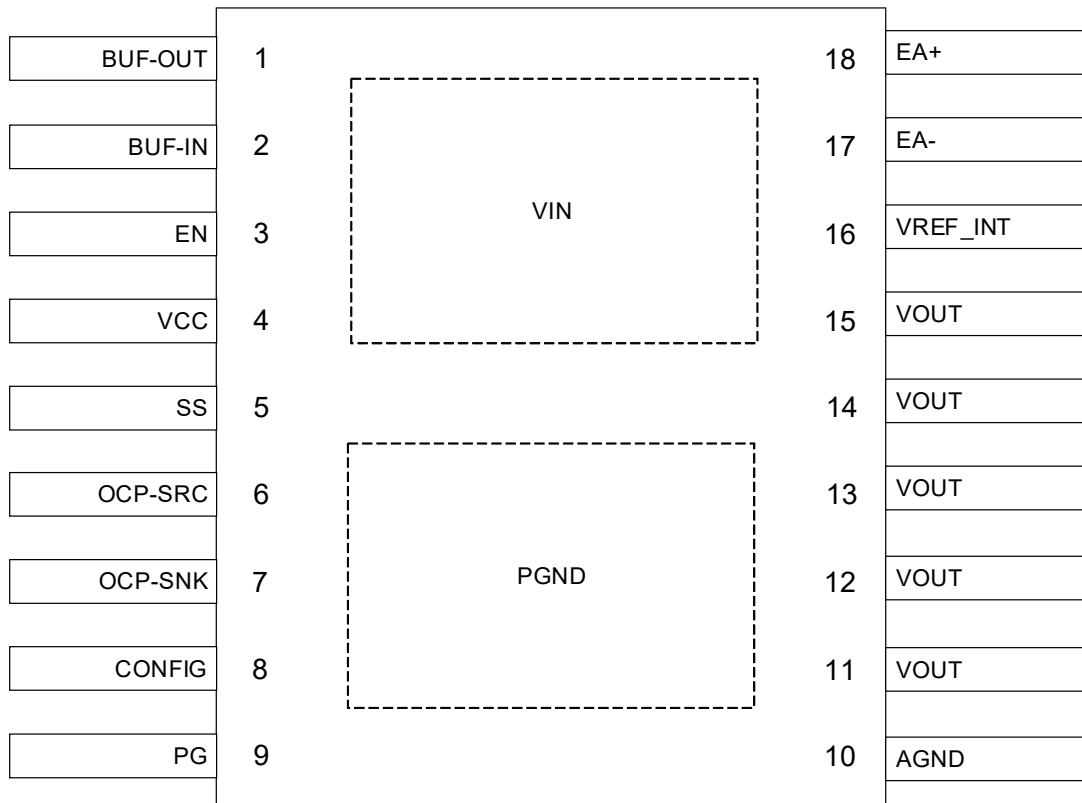 BUF-OUT 1 18 EA+
BUF-IN 2 17 EA-
VIN
EN 3 16 VREF_INT
VCC 4 15 VOUT
SS 5 14 VOUT
OCP-SRC 6 13 VOUT
PGND
OCP-SNK 7 12 VOUT
CONFIG 8 11 VOUT
PG 9 10 AGND